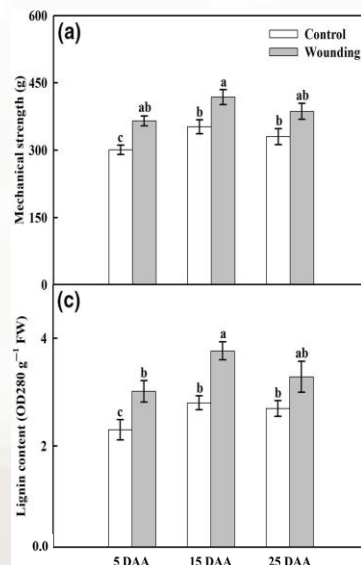 600
(a)
Control
Wounding
450
300
150
0
Mechanical strength (g)
c
ab
b
a
b
ab
(c)
4
2
0.0
Lignin content (OD280 g⁻¹ FW)
c
b
b
a
b
ab
5 DAA
15 DAA
25 DAA